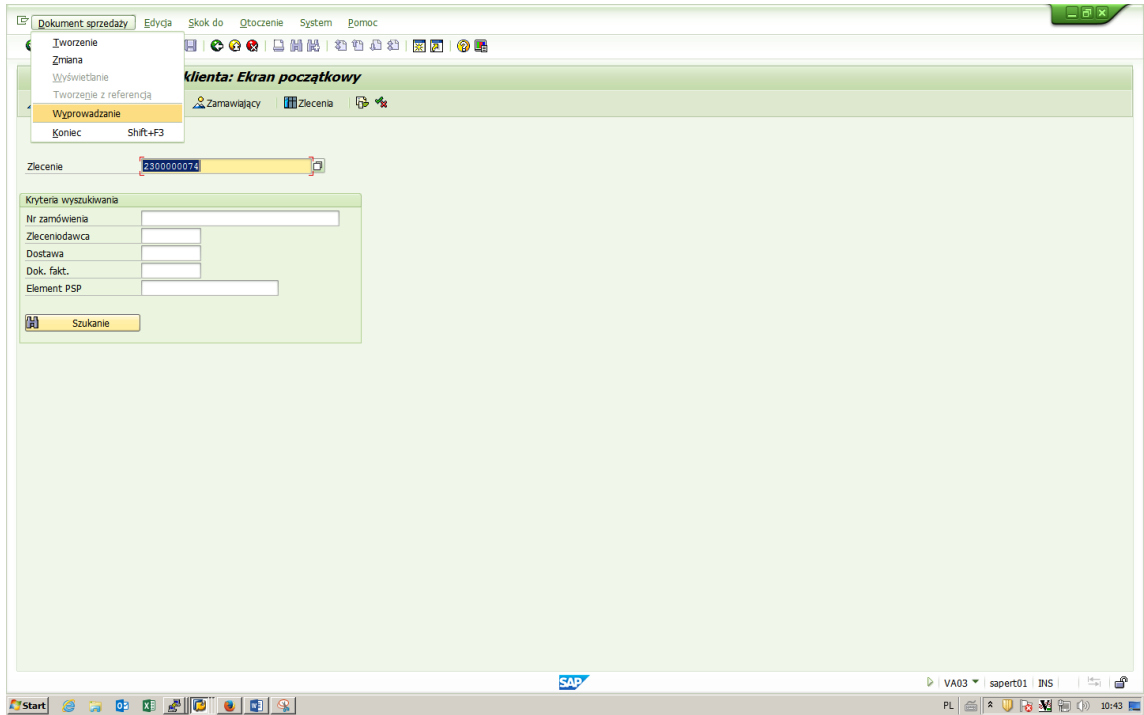 Dokument sprzedaży Edycja Skok do Otoczenie System Pomoc
Tworzenie
Zmiana
Wyświetlanie
Tworzenie z referencją
Wyprowadzanie
Koniec Shift+F3
klienta: Ekran początkowy
Zamawiający Zlecenia
Zlecenie 2300000074
Kryteria wyszukiwania
Nr zamówienia
Zleceniodawca
Dostawa
Dok. fakt.
Element PSP
Szukanie
SAP
VA03 sapert01 INS
Start PL 10:43